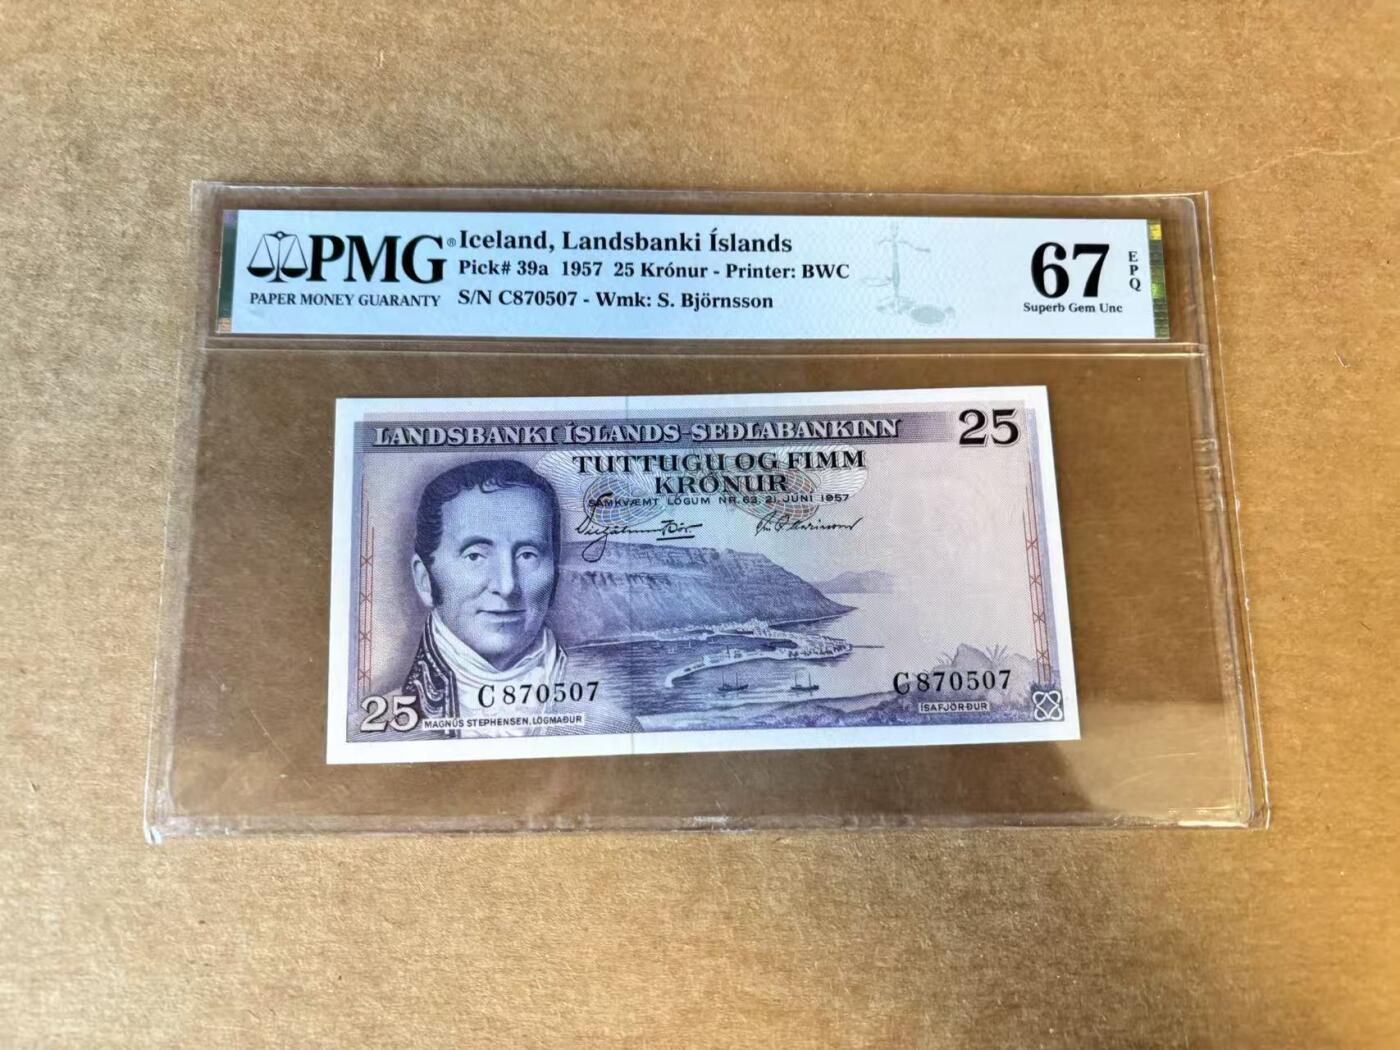 PMG®
PAPER MONEY GUARANTY
Iceland, Landsbanki Íslands
Pick# 39a 1957 25 Krónur - Printer: BWC
S/N C870507 - Wmk: S. Björnsson
67
EPQ
Superb Gem Unc
LANDSBANKI ÍSLANDS-SEÐLABANKINN
25
TUTTUGU OG FIMM
KRÓNUR
SAMKVÆMT LÖGUM NR. 63, 21. JÚNÍ 1957
C870507
C870507
25
MAGNÚS STEPHENSEN, LÖGMAÐUR
ÍSAFJÖRÐUR